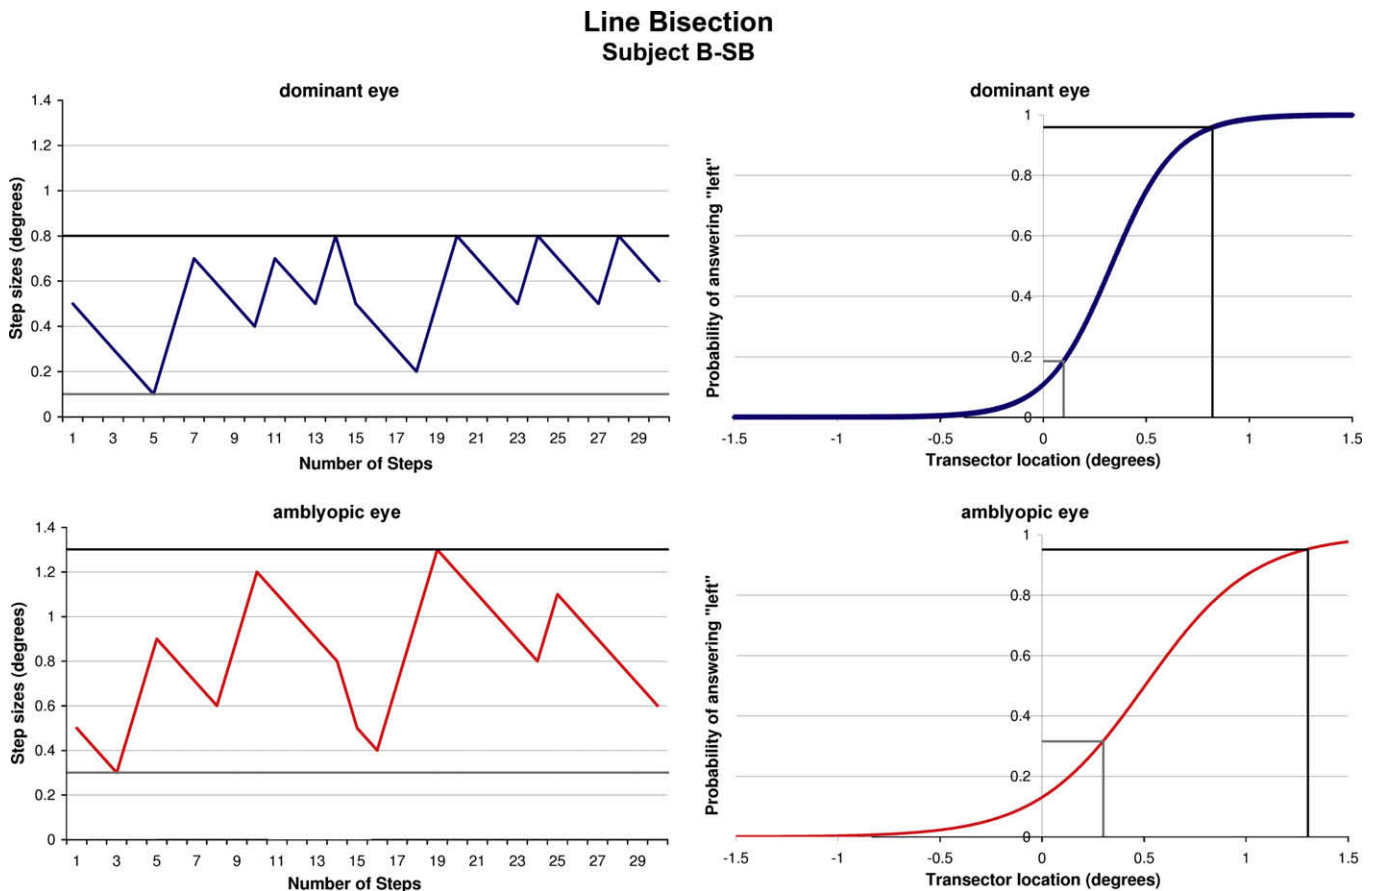 Line Bisection
Subject B-SB
dominant eye
1.4
1.2
1
0.8
0.6
0.4
0.2
0
Step sizes (degrees)
1 3 5 7 9 11 13 15 17 19 21 23 25 27 29
Number of Steps
dominant eye
1
0.8
0.6
0.4
0.2
0
Probability of answering "left"
-1.5 -1 -0.5 0 0.5 1 1.5
Transector location (degrees)
amblyopic eye
1.4
1.2
1
0.8
0.6
0.4
0.2
0
Step sizes (degrees)
1 3 5 7 9 11 13 15 17 19 21 23 25 27 29
Number of Steps
amblyopic eye
1
0.8
0.6
0.4
0.2
0
Probability of answering "left"
-1.5 -1 -0.5 0 0.5 1 1.5
Transector location (degrees)